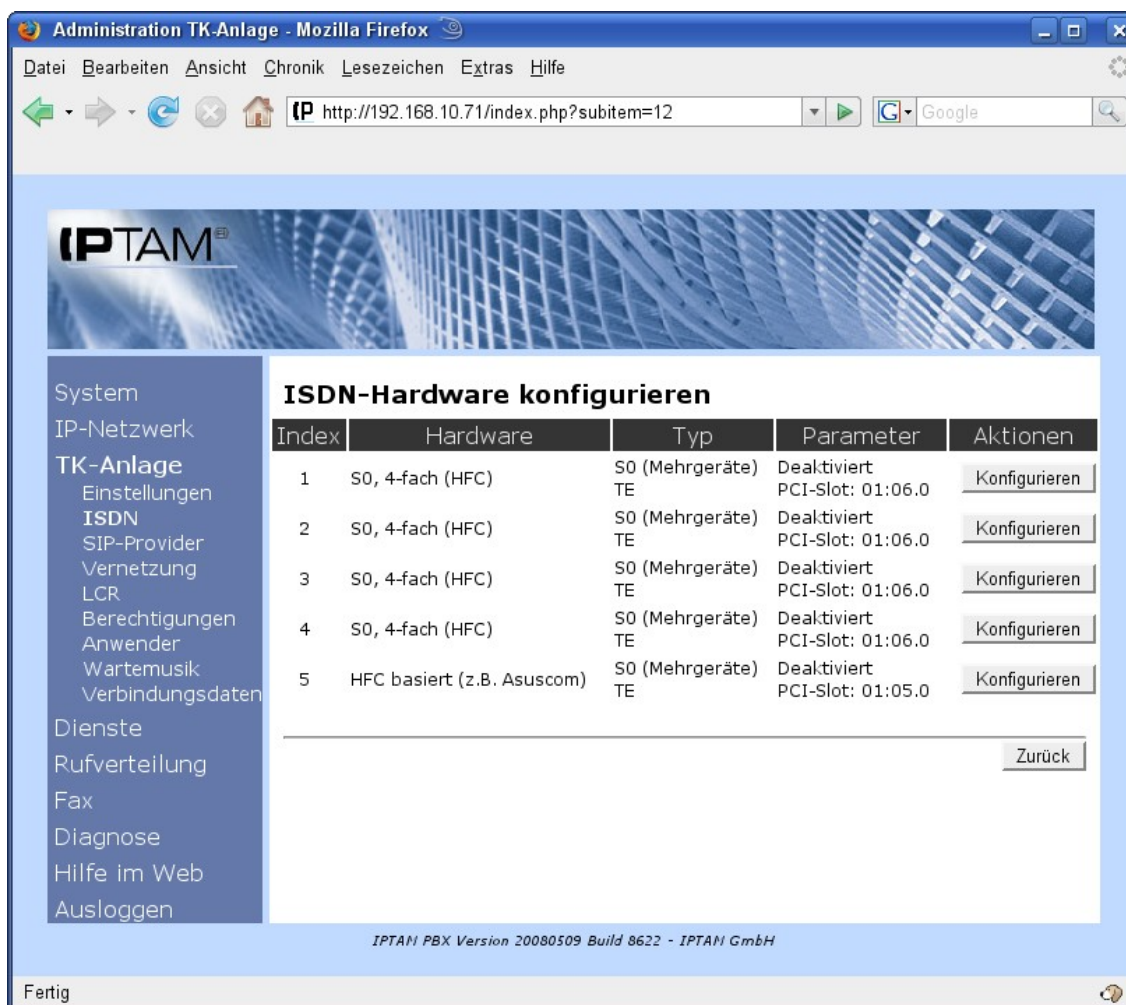 Administration TK-Anlage - Mozilla Firefox
Datei Bearbeiten Ansicht Chronik Lesezeichen Extras Hilfe
http://192.168.10.71/index.php?subitem=12
Google
IPTAM®
System
IP-Netzwerk
TK-Anlage
Einstellungen
ISDN
SIP-Provider
Vernetzung
LCR
Berechtigungen
Anwender
Wartemusik
Verbindungsdaten
Dienste
Rufverteilung
Fax
Diagnose
Hilfe im Web
Ausloggen
ISDN-Hardware konfigurieren
Index Hardware Typ Parameter Aktionen
1 S0, 4-fach (HFC) S0 (Mehrgeräte) Deaktiviert Konfigurieren
TE PCI-Slot: 01:06.0
2 S0, 4-fach (HFC) S0 (Mehrgeräte) Deaktiviert Konfigurieren
TE PCI-Slot: 01:06.0
3 S0, 4-fach (HFC) S0 (Mehrgeräte) Deaktiviert Konfigurieren
TE PCI-Slot: 01:06.0
4 S0, 4-fach (HFC) S0 (Mehrgeräte) Deaktiviert Konfigurieren
TE PCI-Slot: 01:06.0
5 HFC basiert (z.B. Asuscom) S0 (Mehrgeräte) Deaktiviert Konfigurieren
TE PCI-Slot: 01:05.0
Zurück
IPTAM PBX Version 20080509 Build 8622 - IPTAM GmbH
Fertig